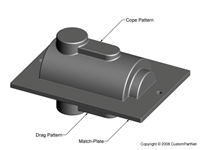 Cope Pattern
Drag Pattern
Match-Plate
Copyright © 2008 CustomPartNet